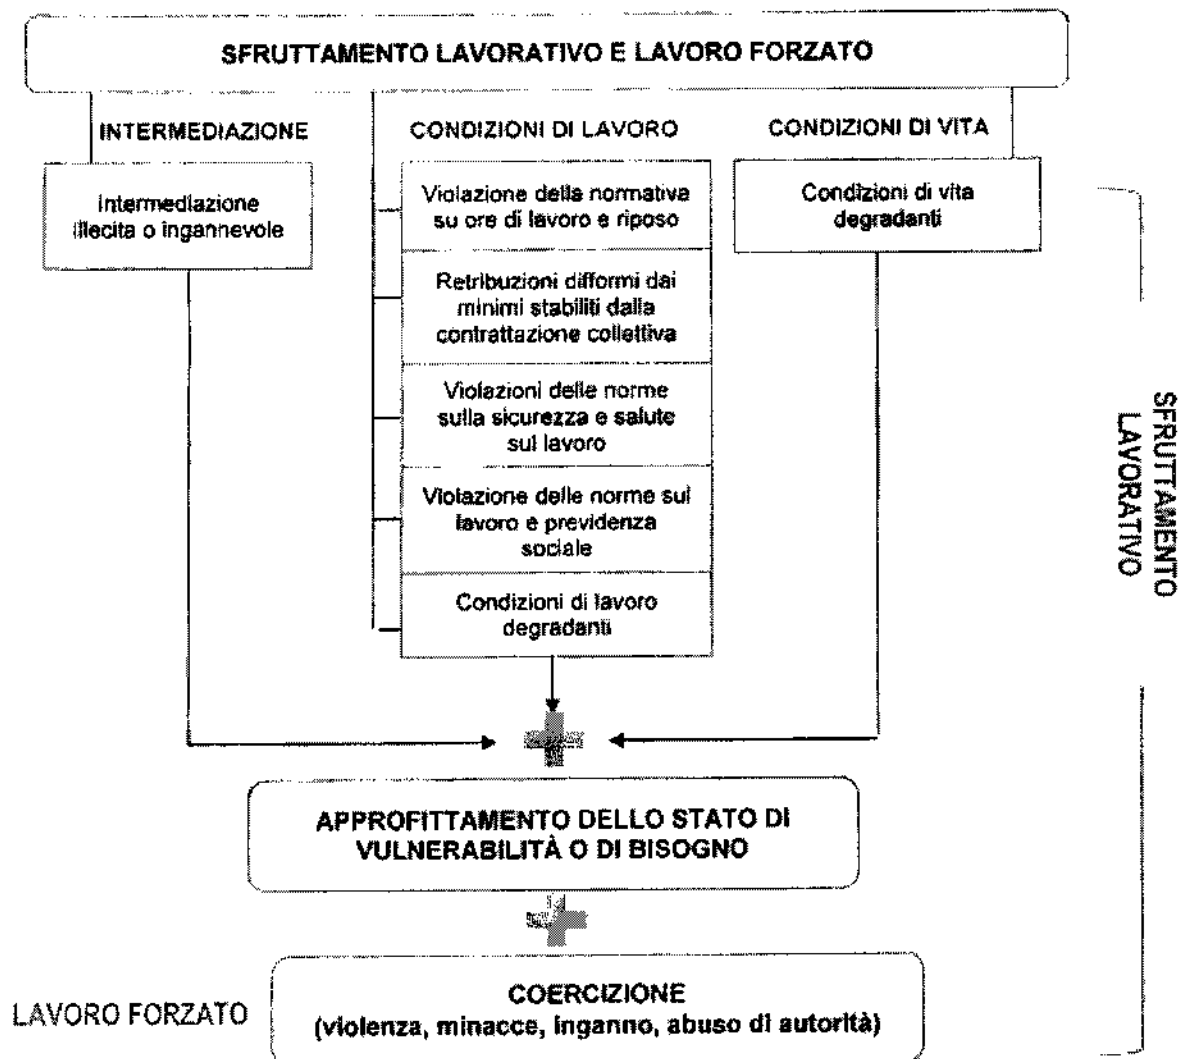 SFRUTTAMENTO LAVORATIVO E LAVORO FORZATO
INTERMEDIAZIONE
Intermediazione
illecita o ingannevole
CONDIZIONI DI LAVORO
Violazione della normativa
su ore di lavoro e riposo
Retribuzioni difformi dai
minimi stabiliti dalla
contrattazione collettiva
Violazioni delle norme
sulla sicurezza e salute
sul lavoro
Violazione delle norme sul
lavoro e previdenza
sociale
Condizioni di lavoro
degradanti
CONDIZIONI DI VITA
Condizioni di vita
degradanti
SFRUTTAMENTO
LAVORATIVO
APPROFITTAMENTO DELLO STATO DI
VULNERABILITÀ O DI BISOGNO
LAVORO FORZATO
COERCIZIONE
(violenza, minacce, inganno, abuso di autorità)